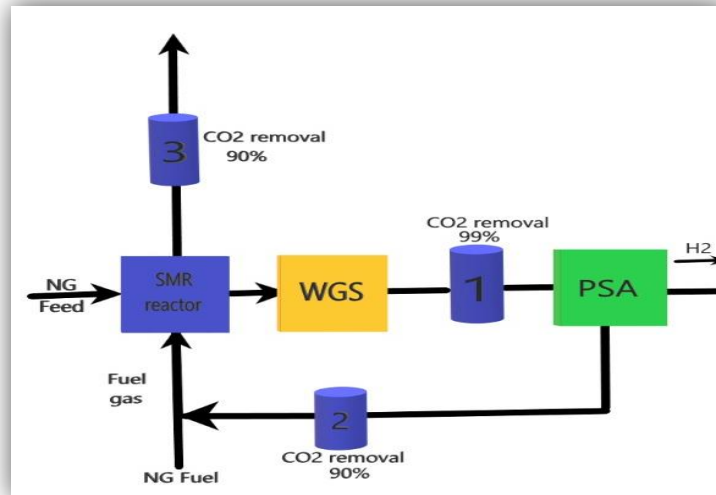 3
CO2 removal
90%
CO2 removal
99%
H2
NG
Feed
SMR
reactor
WGS
1
PSA
Fuel
gas
2
CO2 removal
90%
NG Fuel